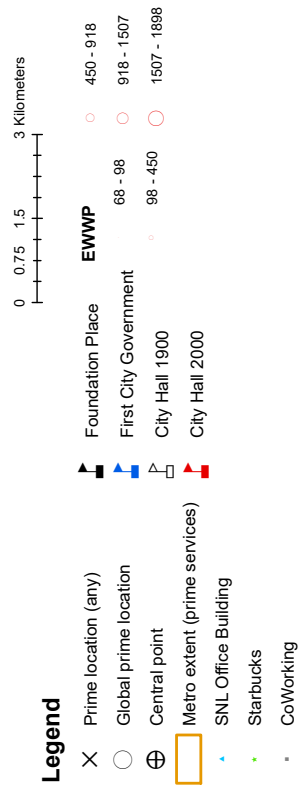 Legend
Prime location (any)
Global prime location
Central point
Metro extent (prime services)
SNL Office Building
Starbucks
CoWorking
Foundation Place
First City Government
City Hall 1900
City Hall 2000
0 0.75 1.5 3 Kilometers
EWWP
68 - 98
98 - 450
450 - 918
918 - 1507
1507 - 1898